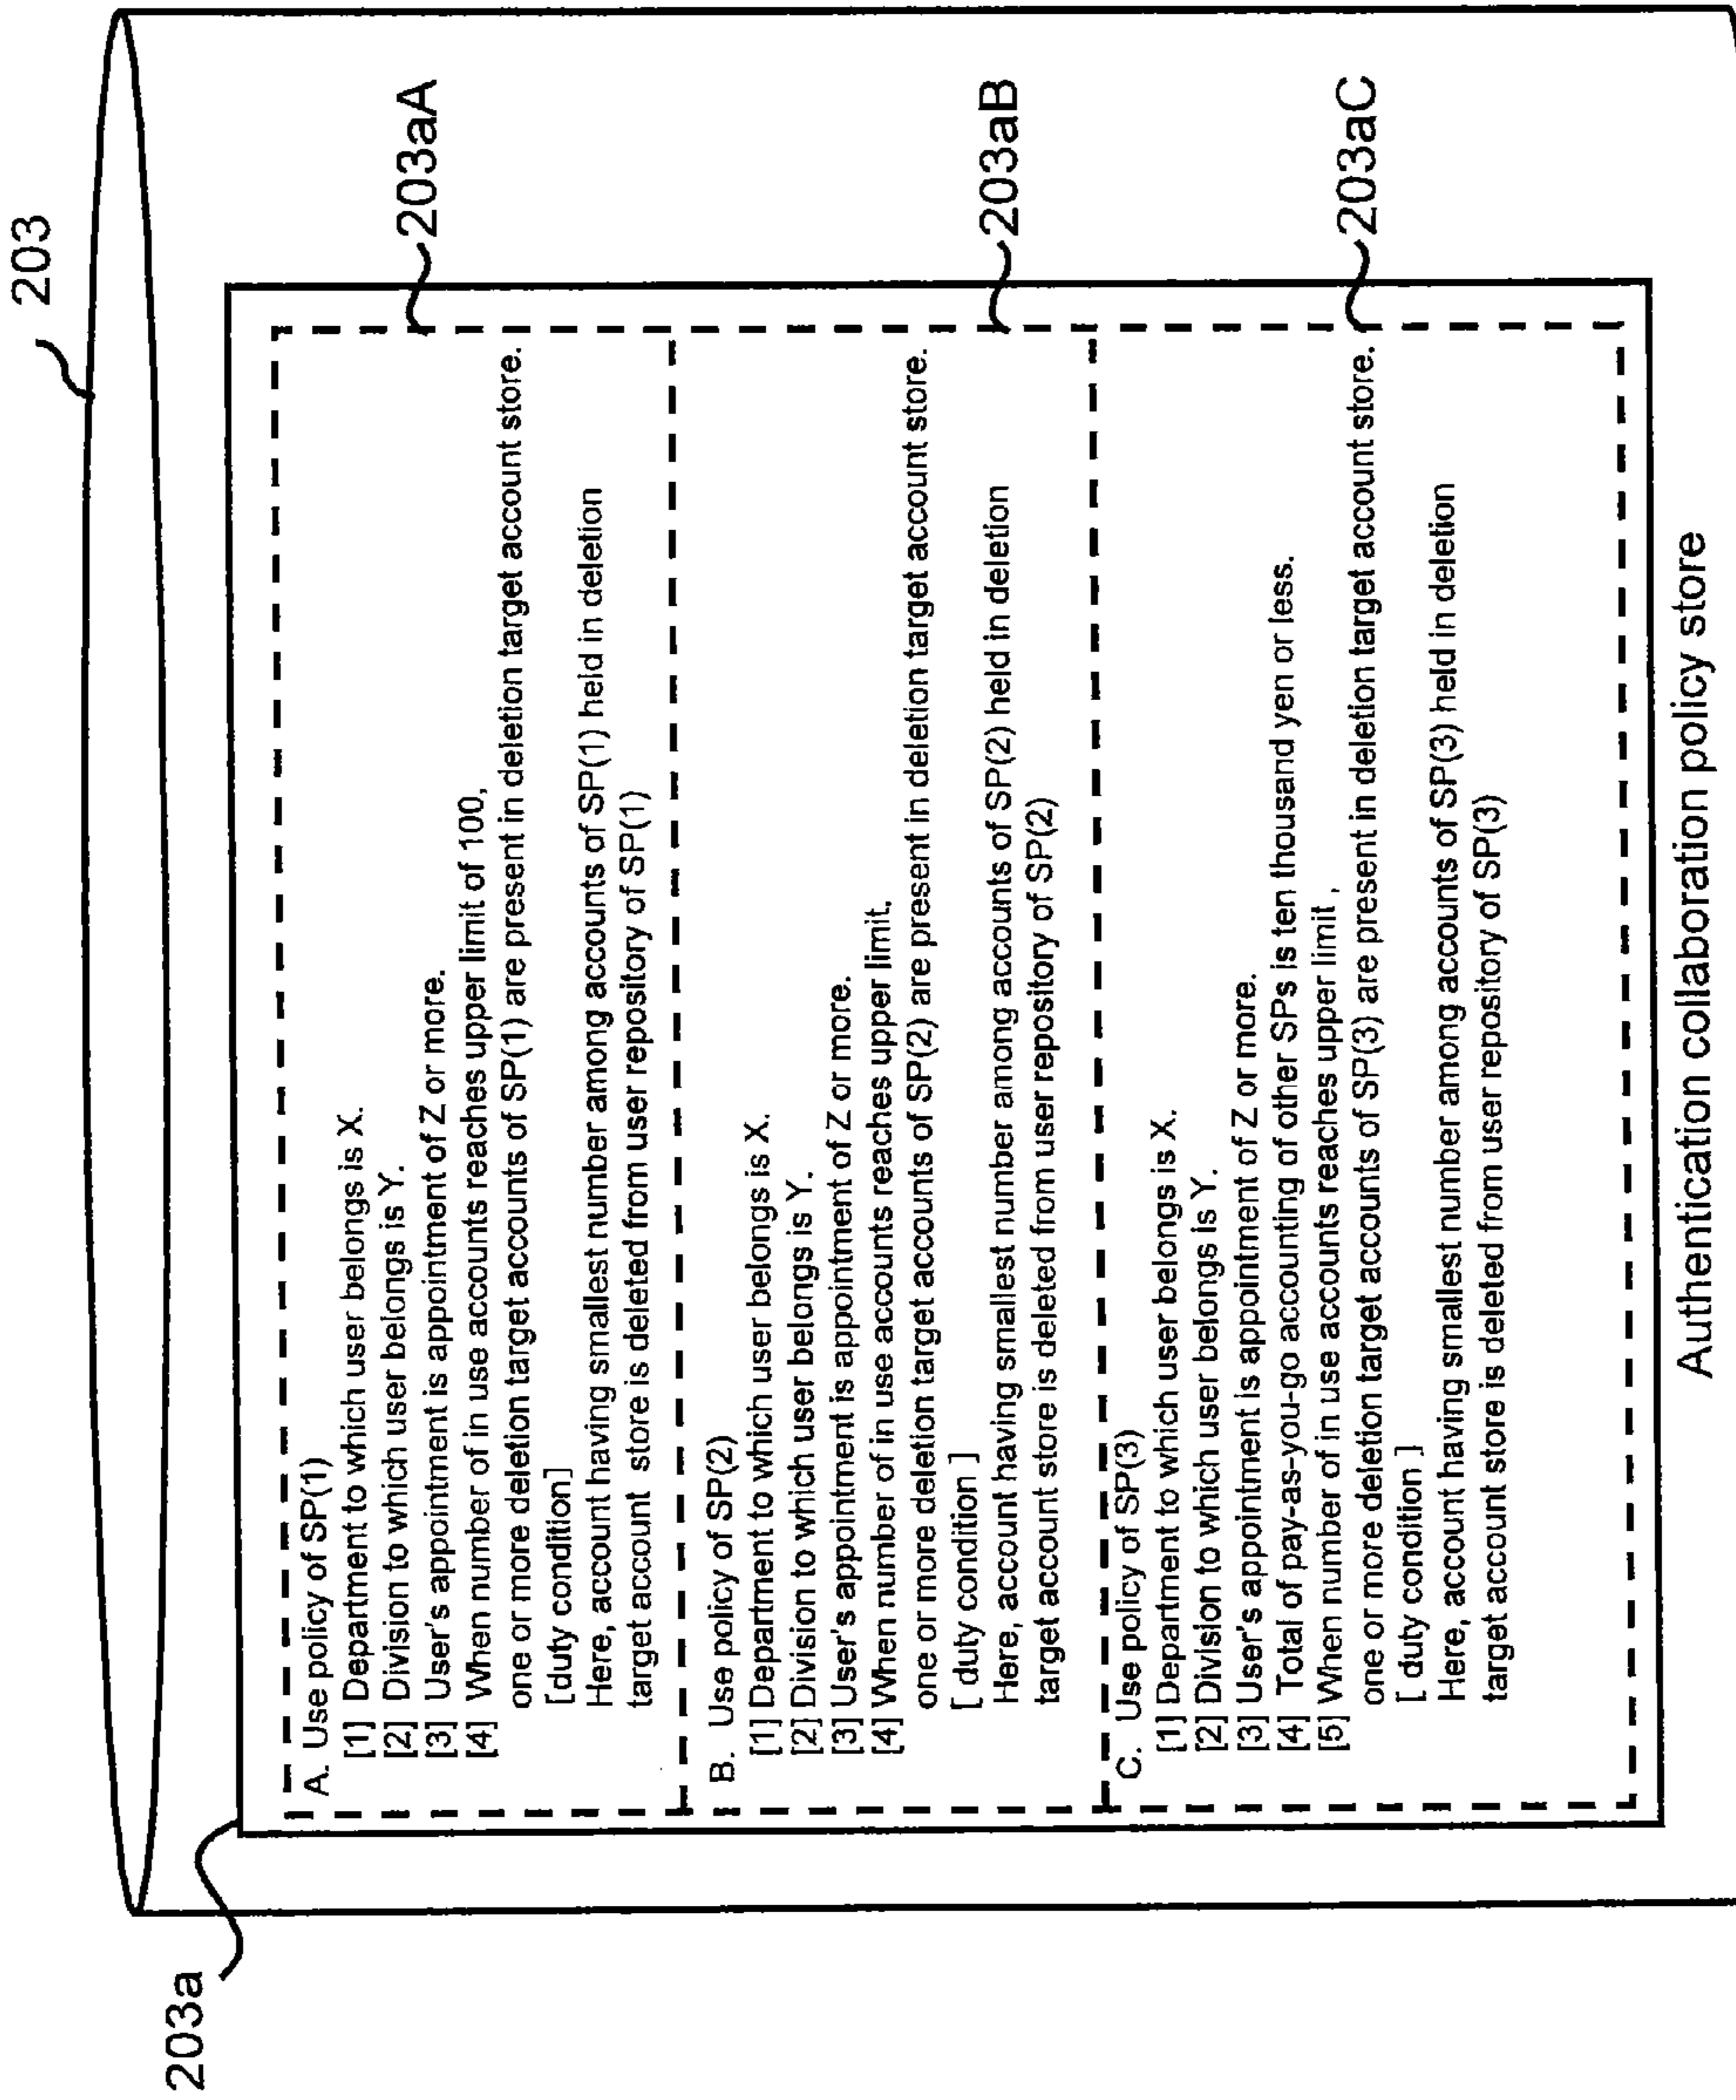 203
203a
A. Use policy of SP(1)
[1] Department to which user belongs is X.
[2] Division to which user belongs is Y.
[3] User's appointment is appointment of Z or more.
[4] When number of in use accounts reaches upper limit of 100,
one or more deletion target accounts of SP(1) are present in deletion target account store.
[duty condition]
Here, account having smallest number among accounts of SP(1) held in deletion
target account store is deleted from user repository of SP(1)
203aA
B. Use policy of SP(2)
[1] Department to which user belongs is X.
[2] Division to which user belongs is Y.
[3] User's appointment is appointment of Z or more.
[4] When number of in use accounts reaches upper limit,
one or more deletion target accounts of SP(2) are present in deletion target account store.
[ duty condition ]
Here, account having smallest number among accounts of SP(2) held in deletion
target account store is deleted from user repository of SP(2)
203aB
C. Use policy of SP(3)
[1] Department to which user belongs is X.
[2] Division to which user belongs is Y.
[3] User's appointment is appointment of Z or more.
[4] Total of pay-as-you-go accounting of other SPs is ten thousand yen or less.
[5] When number of in use accounts reaches upper limit ,
one or more deletion target accounts of SP(3) are present in deletion target account store.
[ duty condition ]
Here, account having smallest number among accounts of SP(3) held in deletion
target account store is deleted from user repository of SP(3)
203aC
Authentication collaboration policy store